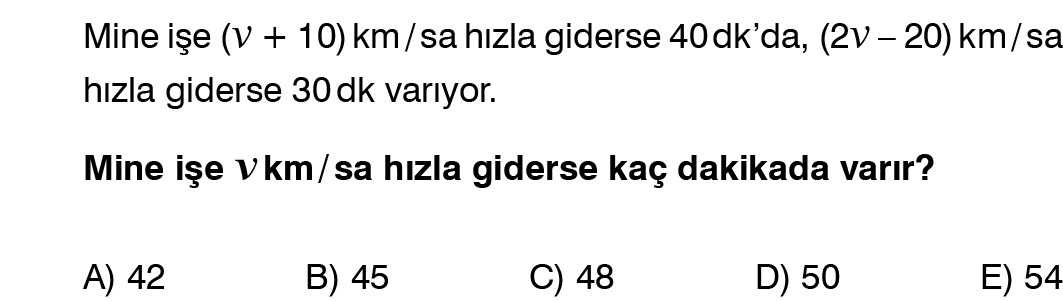 Mine işe (v + 10) km/sa hızla giderse 40 dk’da, (2v – 20) km/sa
hızla giderse 30 dk varıyor.
Mine işe v km/sa hızla giderse kaç dakikada varır?
A) 42 B) 45 C) 48 D) 50 E) 54